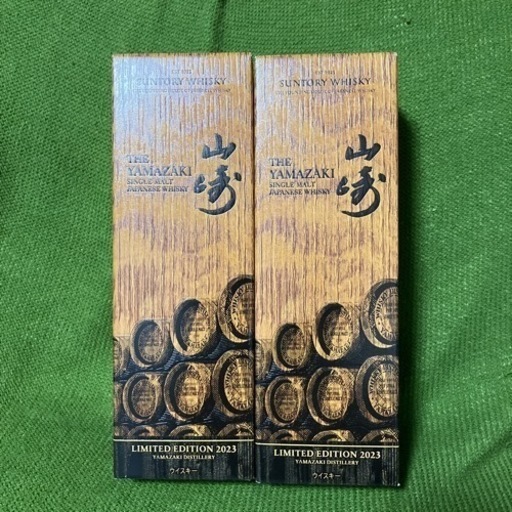 SUNTORY WHISKY
THE
YAMAZAKI
SINGLE MALT
JAPANESE WHISKY
山崎
LIMITED EDITION 2023
YAMAZAKI DISTILLERY
ウイスキー
SUNTORY WHISKY
THE
YAMAZAKI
SINGLE MALT
JAPANESE WHISKY
山崎
LIMITED EDITION 2023
YAMAZAKI DISTILLERY
ウイスキー